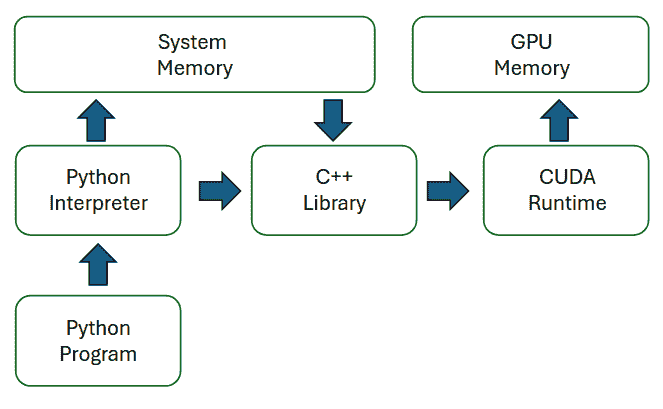 System
Memory
GPU
Memory
Python
Interpreter
C++
Library
CUDA
Runtime
Python
Program